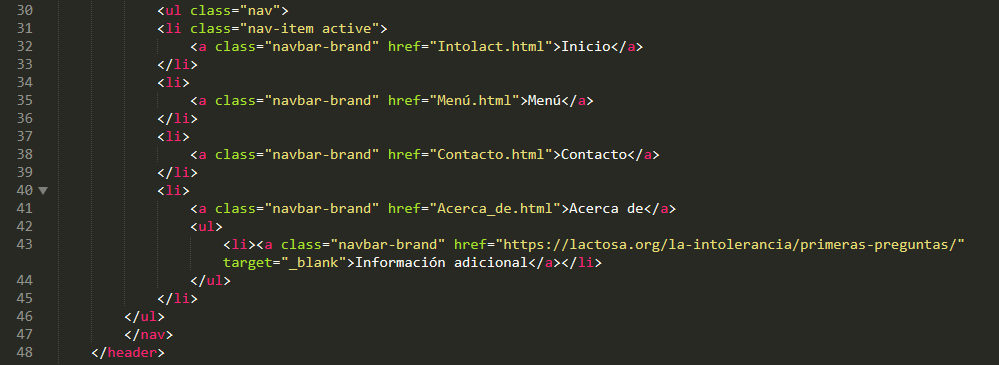 30 <ul class="nav">
31 <li class="nav-item active">
32 <a class="navbar-brand" href="Intolact.html">Inicio</a>
33 </li>
34 <li>
35 <a class="navbar-brand" href="Menú.html">Menú</a>
36 </li>
37 <li>
38 <a class="navbar-brand" href="Contacto.html">Contacto</a>
39 </li>
40 <li>
41 <a class="navbar-brand" href="Acerca_de.html">Acerca de</a>
42 <ul>
43 <li><a class="navbar-brand" href="https://lactosa.org/la-intolerancia/primeras-preguntas/"
target="_blank">Información adicional</a></li>
44 </ul>
45 </li>
46 </ul>
47 </nav>
48 </header>